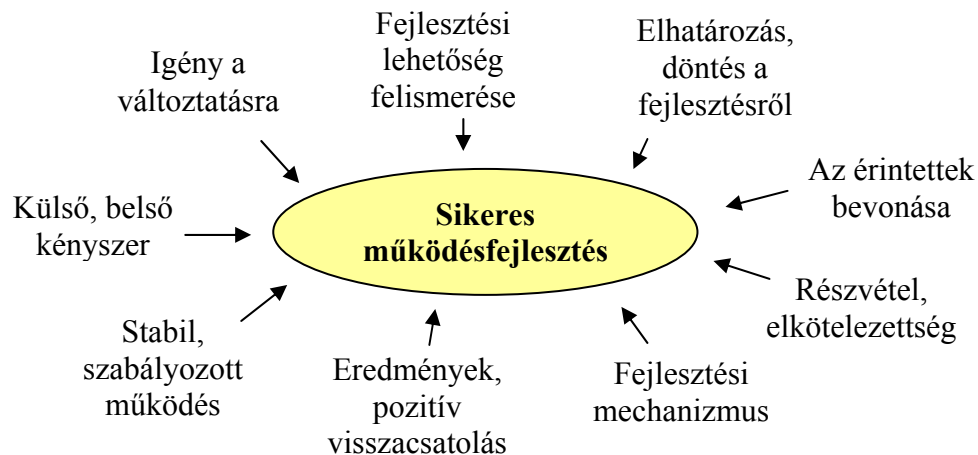 Fejlesztési
lehetőség
felismerése
Elhatározás,
döntés a
fejlesztésről
Igény a
változtatásra
Az érintettek
bevonása
Külső, belső
kényszer
Sikeres
működésfejlesztés
Részvétel,
elkötelezettség
Stabil,
szabályozott
működés
Eredmények,
pozitív
visszacsatolás
Fejlesztési
mechanizmus